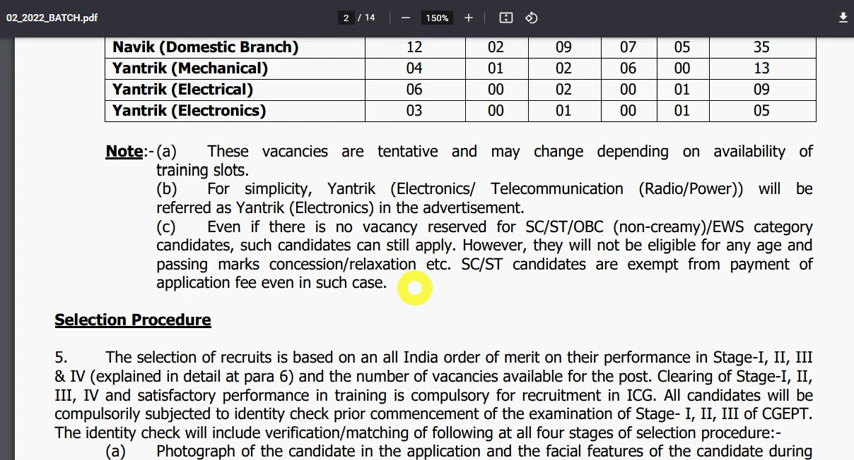 02_2022_BATCH.pdf 2 / 14 — 150% +
Navik (Domestic Branch) 12 02 09 07 05 35
Yantrik (Mechanical) 04 01 02 06 00 13
Yantrik (Electrical) 06 00 02 00 01 09
Yantrik (Electronics) 03 00 01 00 01 05
Note:- (a) These vacancies are tentative and may change depending on availability of
training slots.
(b) For simplicity, Yantrik (Electronics/ Telecommunication (Radio/Power)) will be
referred as Yantrik (Electronics) in the advertisement.
(c) Even if there is no vacancy reserved for SC/ST/OBC (non-creamy)/EWS category
candidates, such candidates can still apply. However, they will not be eligible for any age and
passing marks concession/relaxation etc. SC/ST candidates are exempt from payment of
application fee even in such case.
Selection Procedure
5. The selection of recruits is based on an all India order of merit on their performance in Stage-I, II, III
& IV (explained in detail at para 6) and the number of vacancies available for the post. Clearing of Stage-I, II,
III, IV and satisfactory performance in training is compulsory for recruitment in ICG. All candidates will be
compulsorily subjected to identity check prior commencement of the examination of Stage- I, II, III of CGEPT.
The identity check will include verification/matching of following at all four stages of selection procedure:-
(a) Photograph of the candidate in the application and the facial features of the candidate during